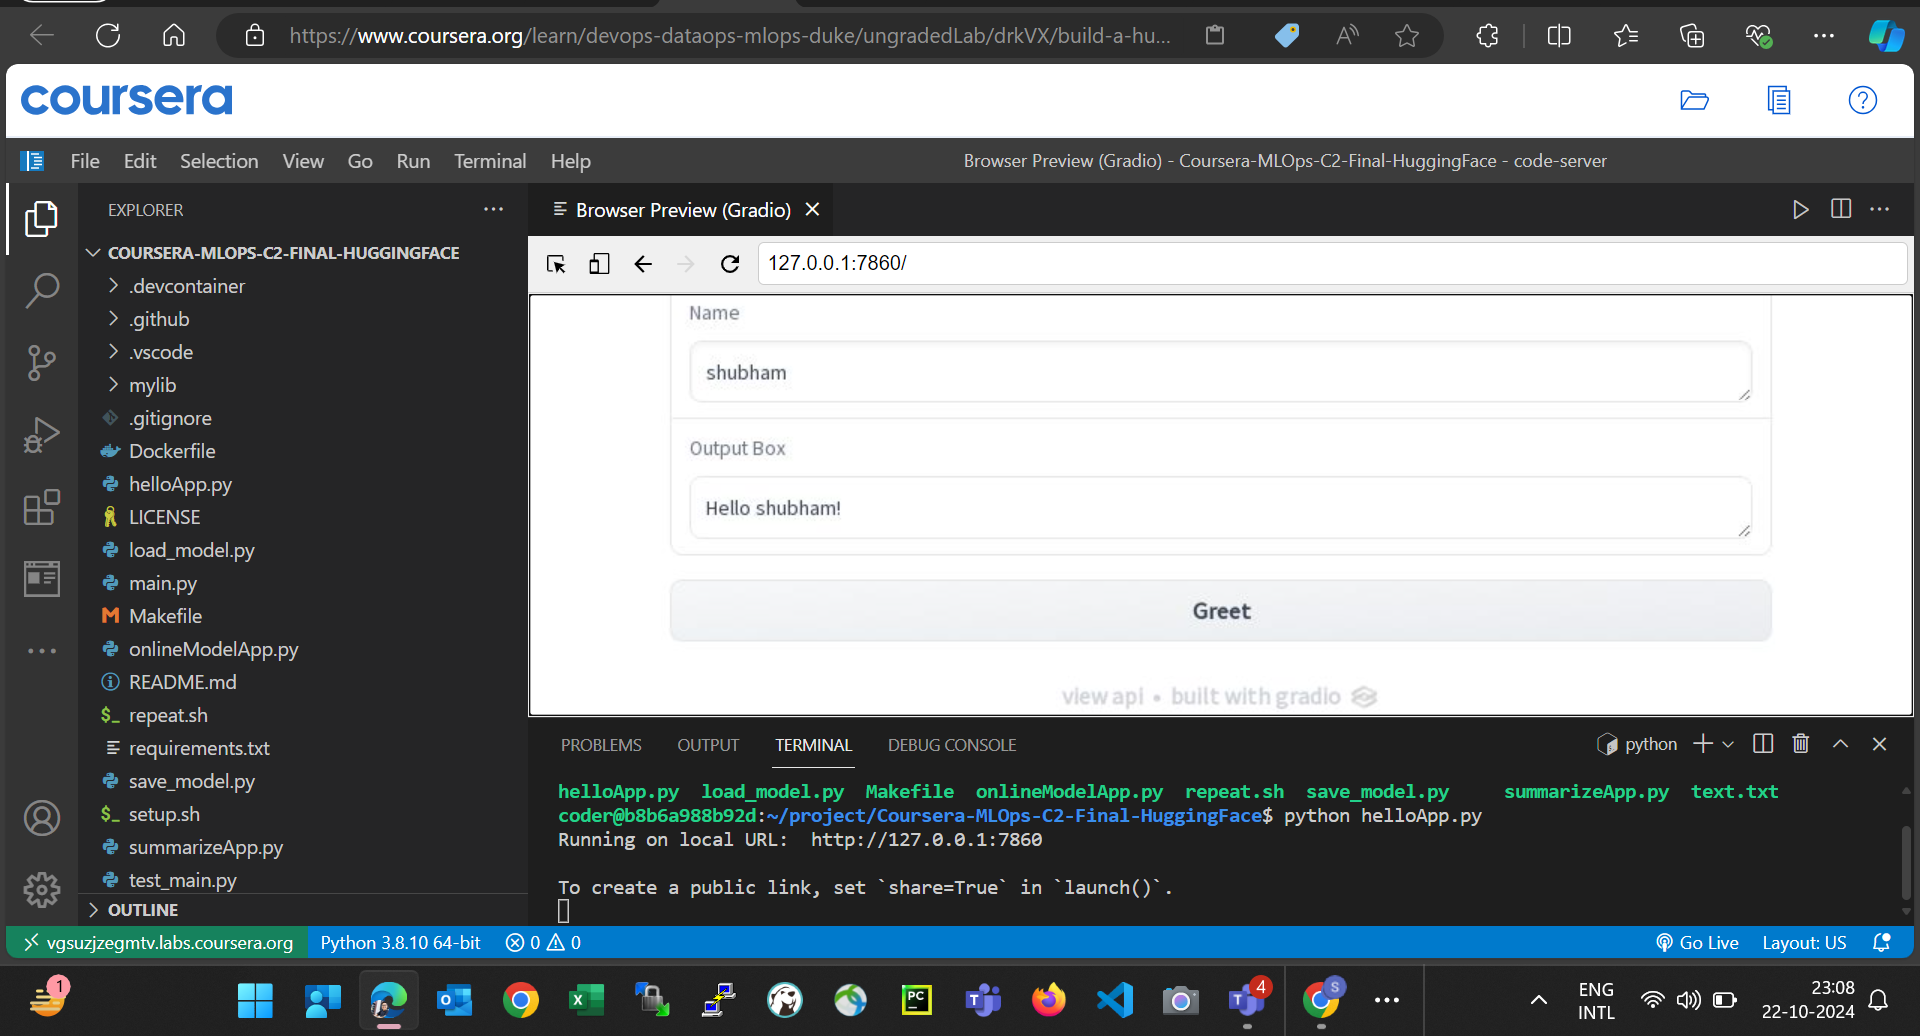 https://www.coursera.org/learn/devops-dataops-mlops-duke/ungradedLab/drkVX/build-a-hu...
coursera
File Edit Selection View Go Run Terminal Help
Browser Preview (Gradio) - Coursera-MLOps-C2-Final-HuggingFace - code-server
EXPLORER
Browser Preview (Gradio)
COURSERA-MLOPS-C2-FINAL-HUGGINGFACE
.devcontainer
.github
.vscode
mylib
.gitignore
Dockerfile
helloApp.py
LICENSE
load_model.py
main.py
Makefile
onlineModelApp.py
README.md
repeat.sh
requirements.txt
save_model.py
setup.sh
summarizeApp.py
test_main.py
OUTLINE
127.0.0.1:7860/
Name
shubham
Output Box
Hello shubham!
Greet
view api • built with gradio
PROBLEMS OUTPUT TERMINAL DEBUG CONSOLE
python
helloApp.py load_model.py Makefile onlineModelApp.py repeat.sh save_model.py summarizeApp.py text.txt
coder@b8b6a988b92d:~/project/Coursera-MLOps-C2-Final-HuggingFace$ python helloApp.py
Running on local URL: http://127.0.0.1:7860
To create a public link, set `share=True` in `launch()`.
vgsuzjzegmtv.labs.coursera.org Python 3.8.10 64-bit 0 0
Go Live Layout: US
1
PC
4
S
ENG
INTL
23:08
22-10-2024